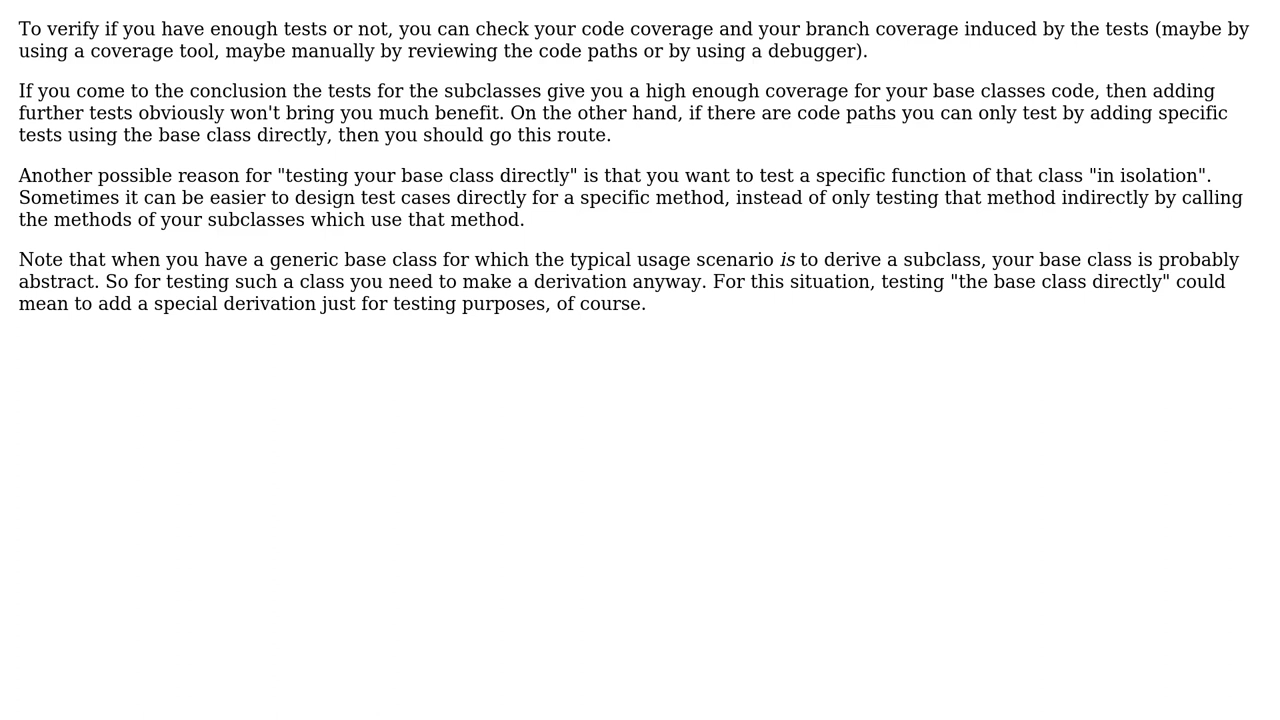 To verify if you have enough tests or not, you can check your code coverage and your branch coverage induced by the tests (maybe by
using a coverage tool, maybe manually by reviewing the code paths or by using a debugger).
If you come to the conclusion the tests for the subclasses give you a high enough coverage for your base classes code, then adding
further tests obviously won't bring you much benefit. On the other hand, if there are code paths you can only test by adding specific
tests using the base class directly, then you should go this route.
Another possible reason for "testing your base class directly" is that you want to test a specific function of that class "in isolation".
Sometimes it can be easier to design test cases directly for a specific method, instead of only testing that method indirectly by calling
the methods of your subclasses which use that method.
Note that when you have a generic base class for which the typical usage scenario is to derive a subclass, your base class is probably
abstract. So for testing such a class you need to make a derivation anyway. For this situation, testing "the base class directly" could
mean to add a special derivation just for testing purposes, of course.